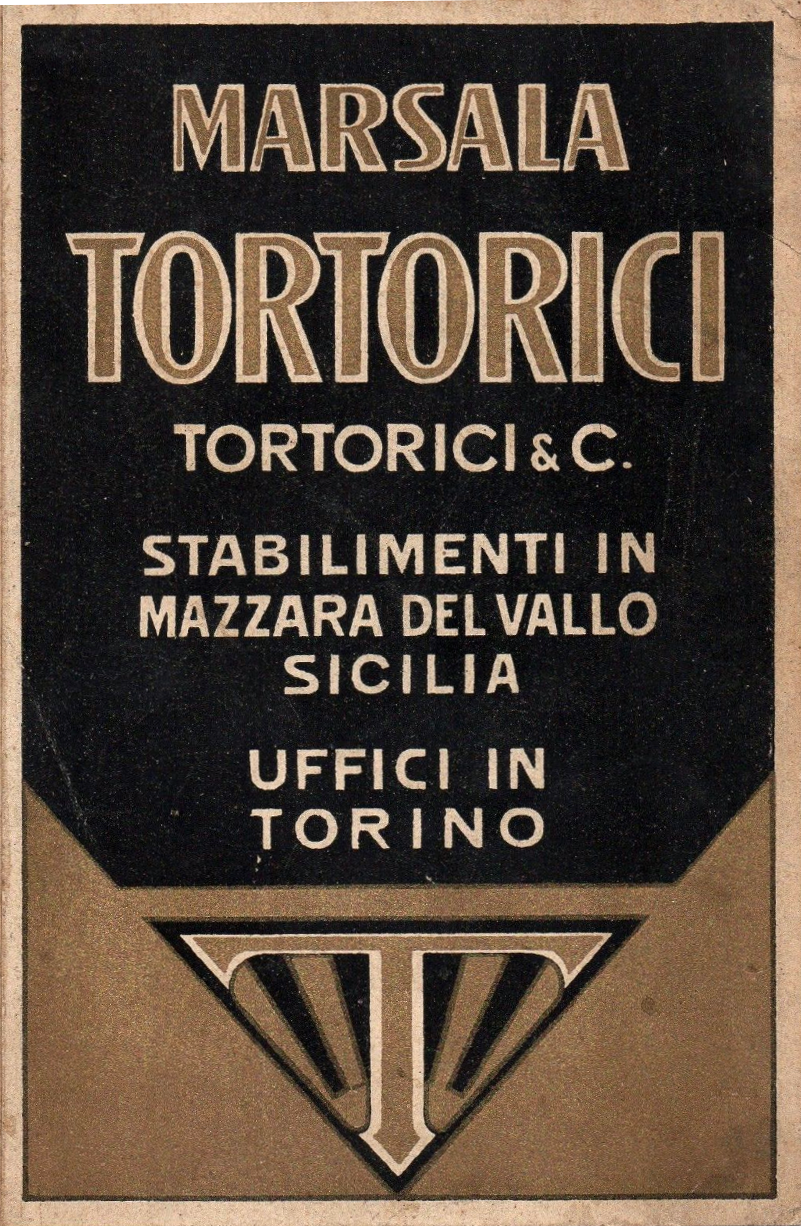 MARSALA
TORTORICI
TORTORICI & C.
STABILIMENTI IN
MAZZARA DEL VALLO
SICILIA
UFFICI IN
TORINO
T